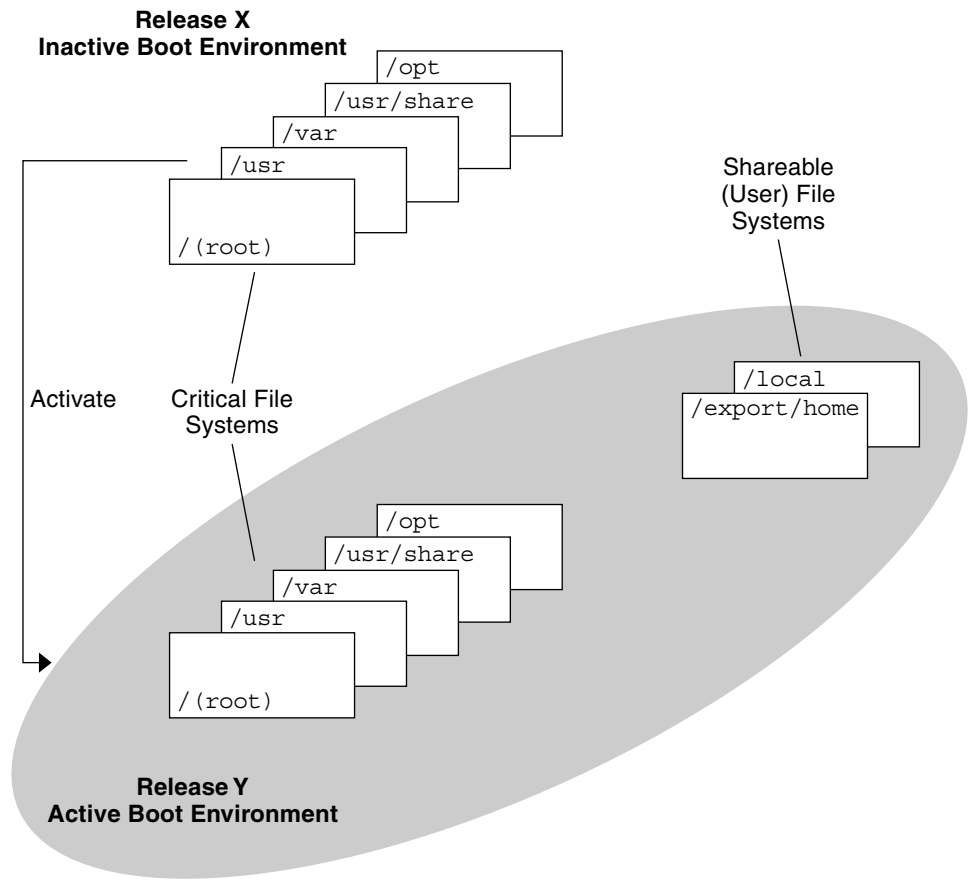 Release X
Inactive Boot Environment
/opt
/usr/share
/var
/usr
/(root)
Shareable
(User) File
Systems
Activate
Critical File
Systems
/local
/export/home
/opt
/usr/share
/var
/usr
/(root)
Release Y
Active Boot Environment